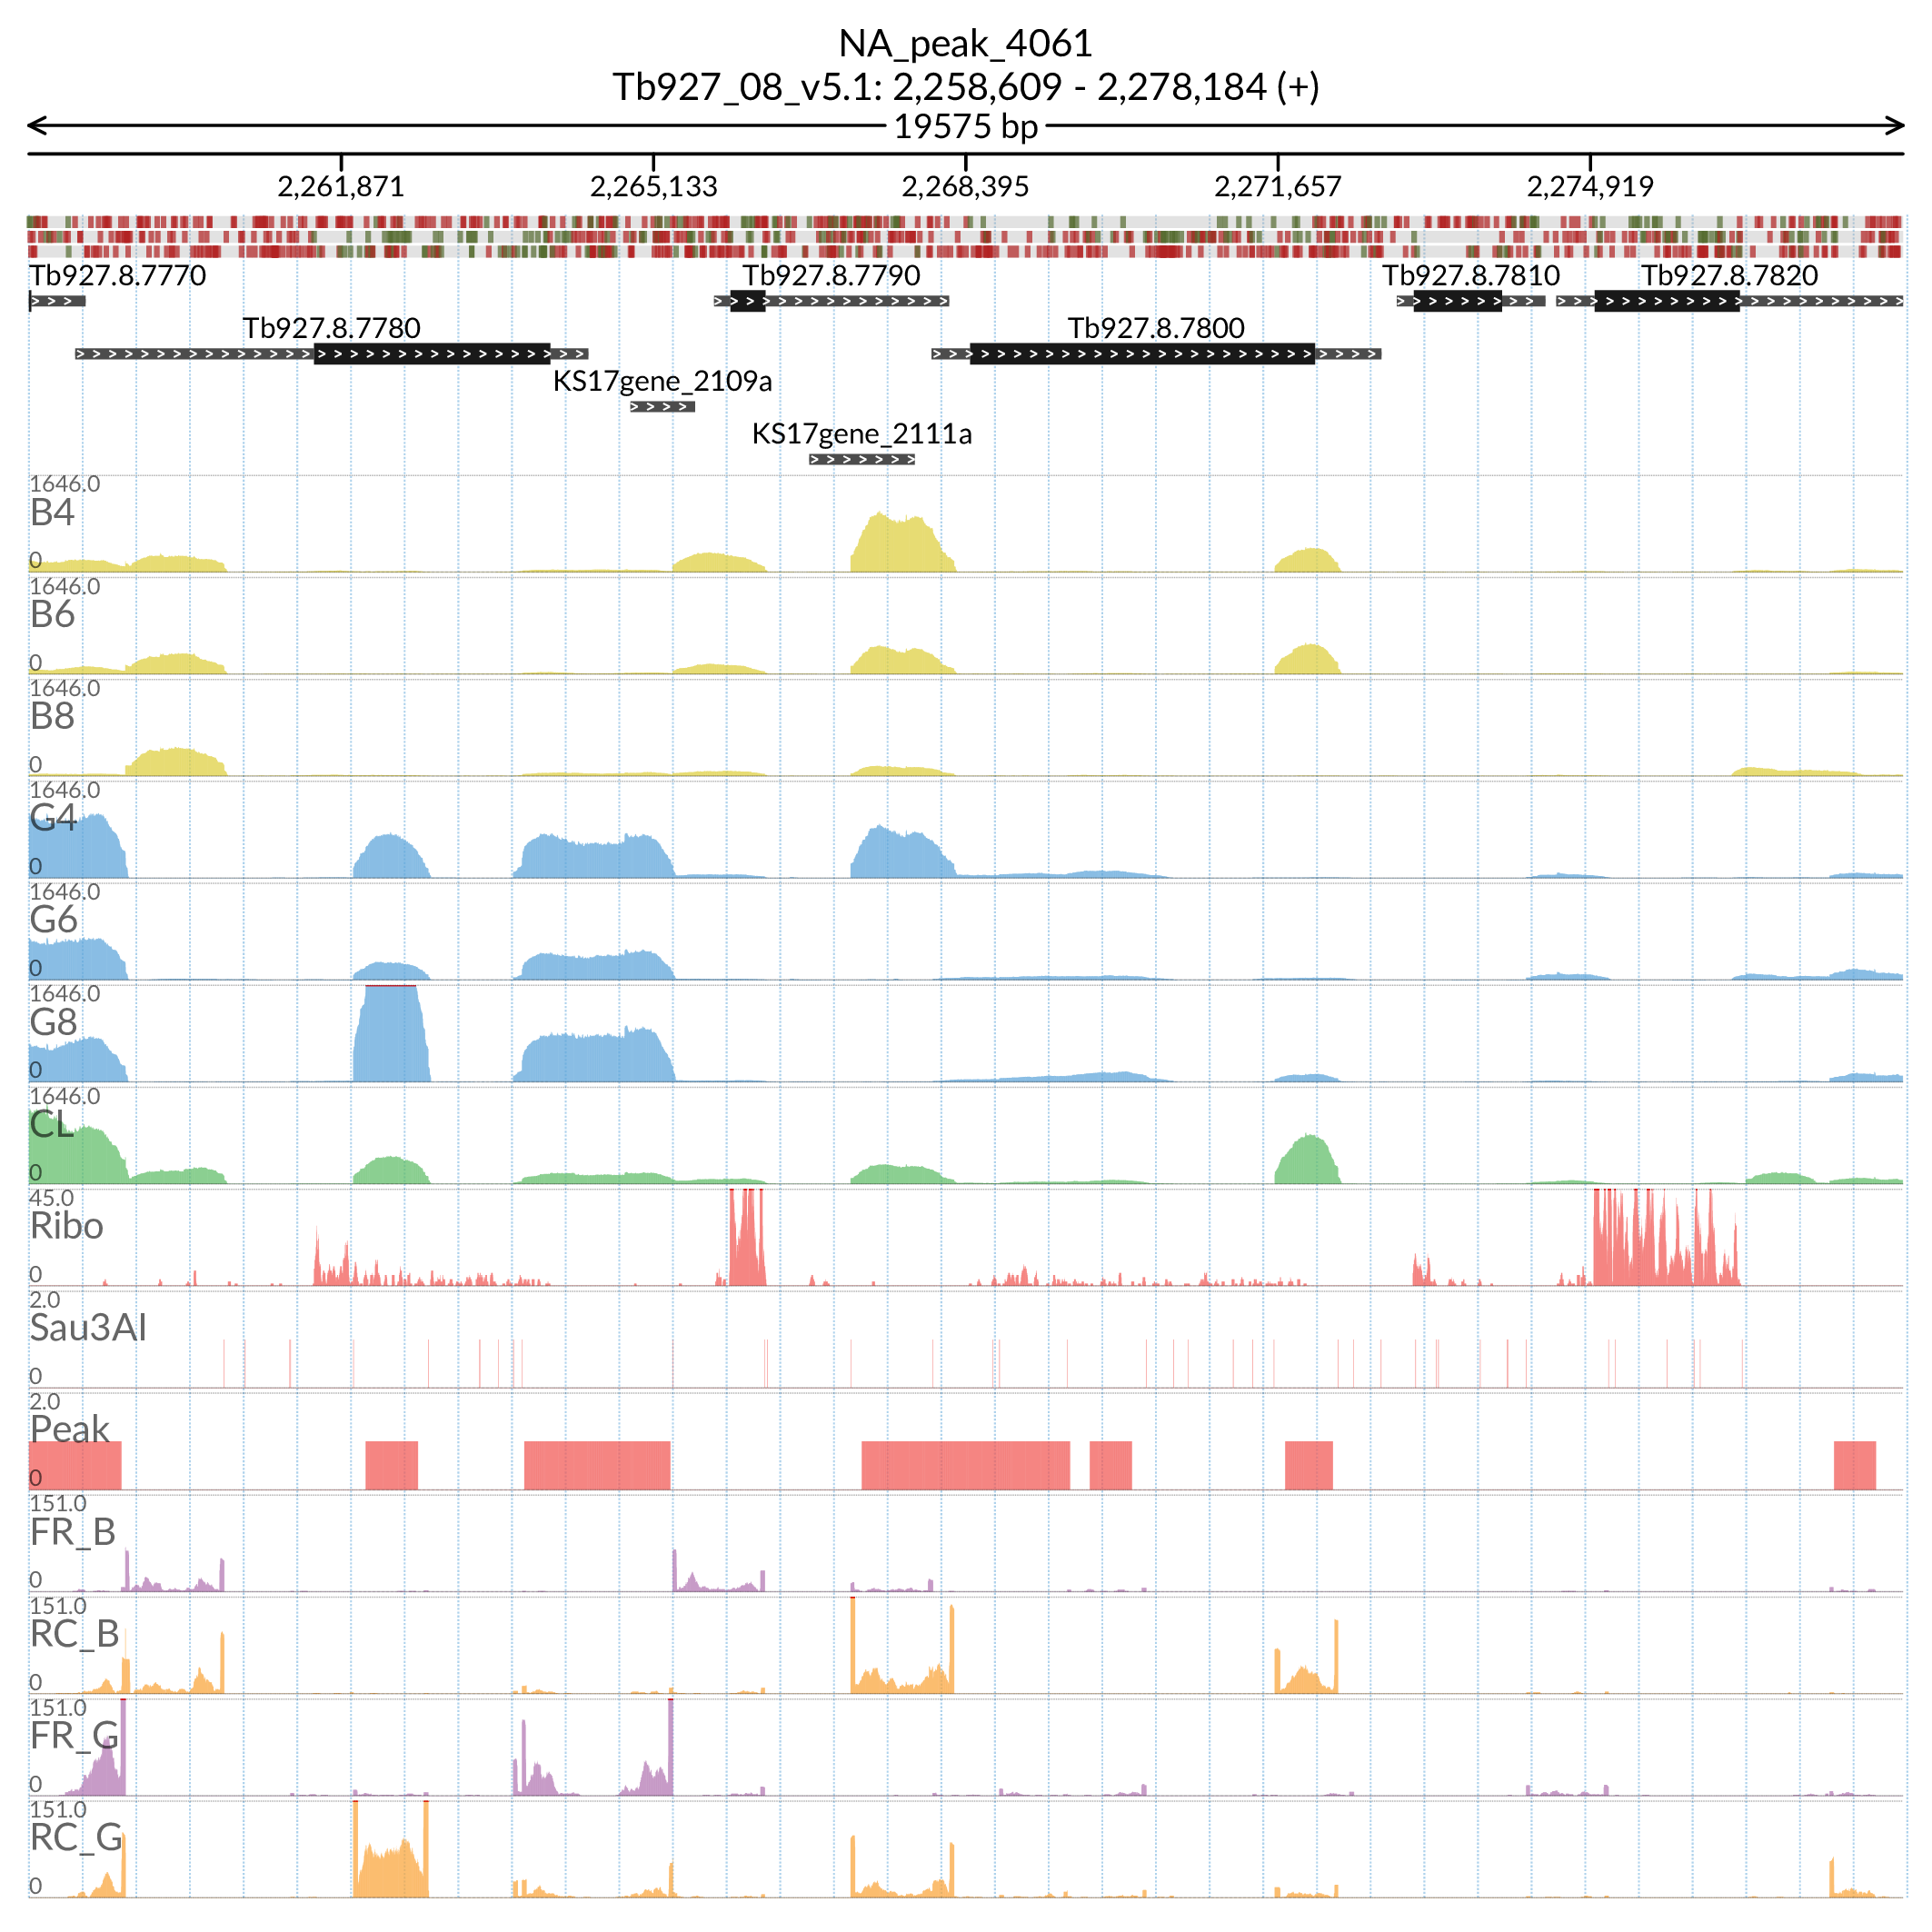 NA_peak_4061
Tb927_08_v5.1: 2,258,609 - 2,278,184 (+)
19575 bp
2,261,871 2,265,133 2,268,395 2,271,657 2,274,919
Tb927.8.7770 Tb927.8.7790 Tb927.8.7810 Tb927.8.7820
Tb927.8.7780 Tb927.8.7800
KS17gene_2109a
KS17gene_2111a
1646.0
B4
0
1646.0
B6
0
1646.0
B8
0
1646.0
G4
0
1646.0
G6
0
1646.0
G8
0
1646.0
CL
0
45.0
Ribo
0
2.0
Sau3AI
0
2.0
Peak
0
151.0
FR_B
0
151.0
RC_B
0
151.0
FR_G
0
151.0
RC_G
0